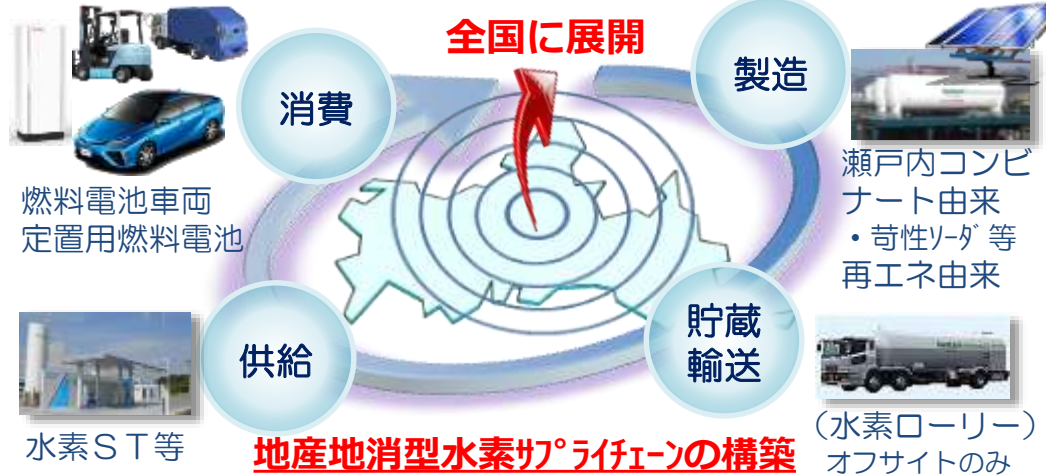 全国に展開
消費
製造
燃料電池車両
定置用燃料電池
瀬戸内コンビ
ナート由来
・苛性ｿｰﾀﾞ等
再エネ由来
供給
貯蔵
輸送
水素ＳＴ等
（水素ローリー）
オフサイトのみ
地産地消型水素ｻﾌﾟﾗｲﾁｪｰﾝの構築